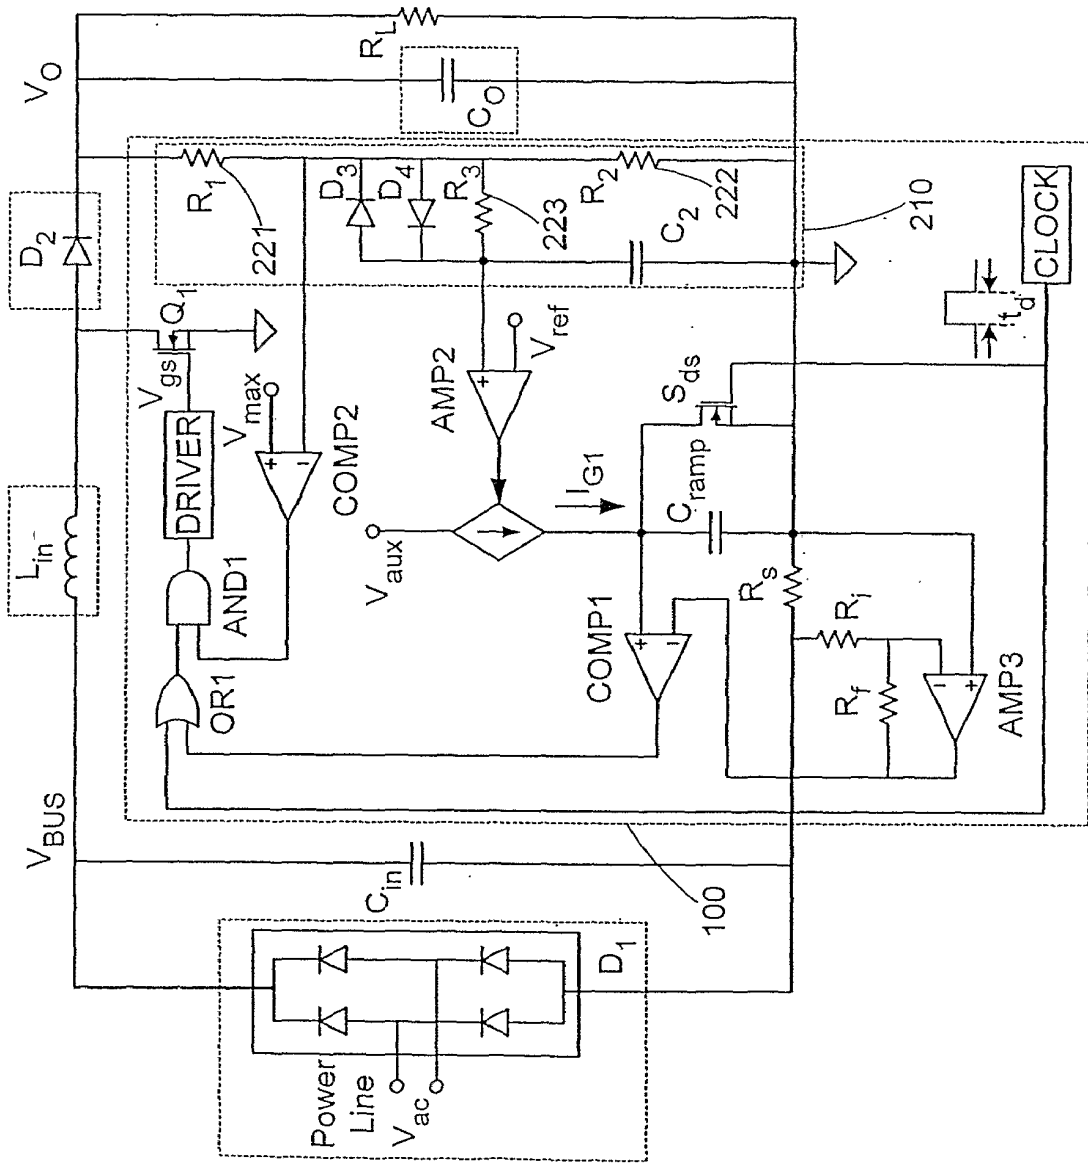 Power
Line
V_ac
D_1
V_BUS
C_in
L_in
D_2
V_O
R_L
C_O
OR1
AND1
DRIVER
V_gs
Q_1
V_max
COMP2
R_1
221
D_3
D_4
R_3
223
R_2
222
C_2
210
V_aux
AMP2
V_ref
I_G1
COMP1
C_ramp
S_ds
R_s
R_i
R_f
AMP3
t_d
CLOCK
100
+
−
+
+
−
−
+